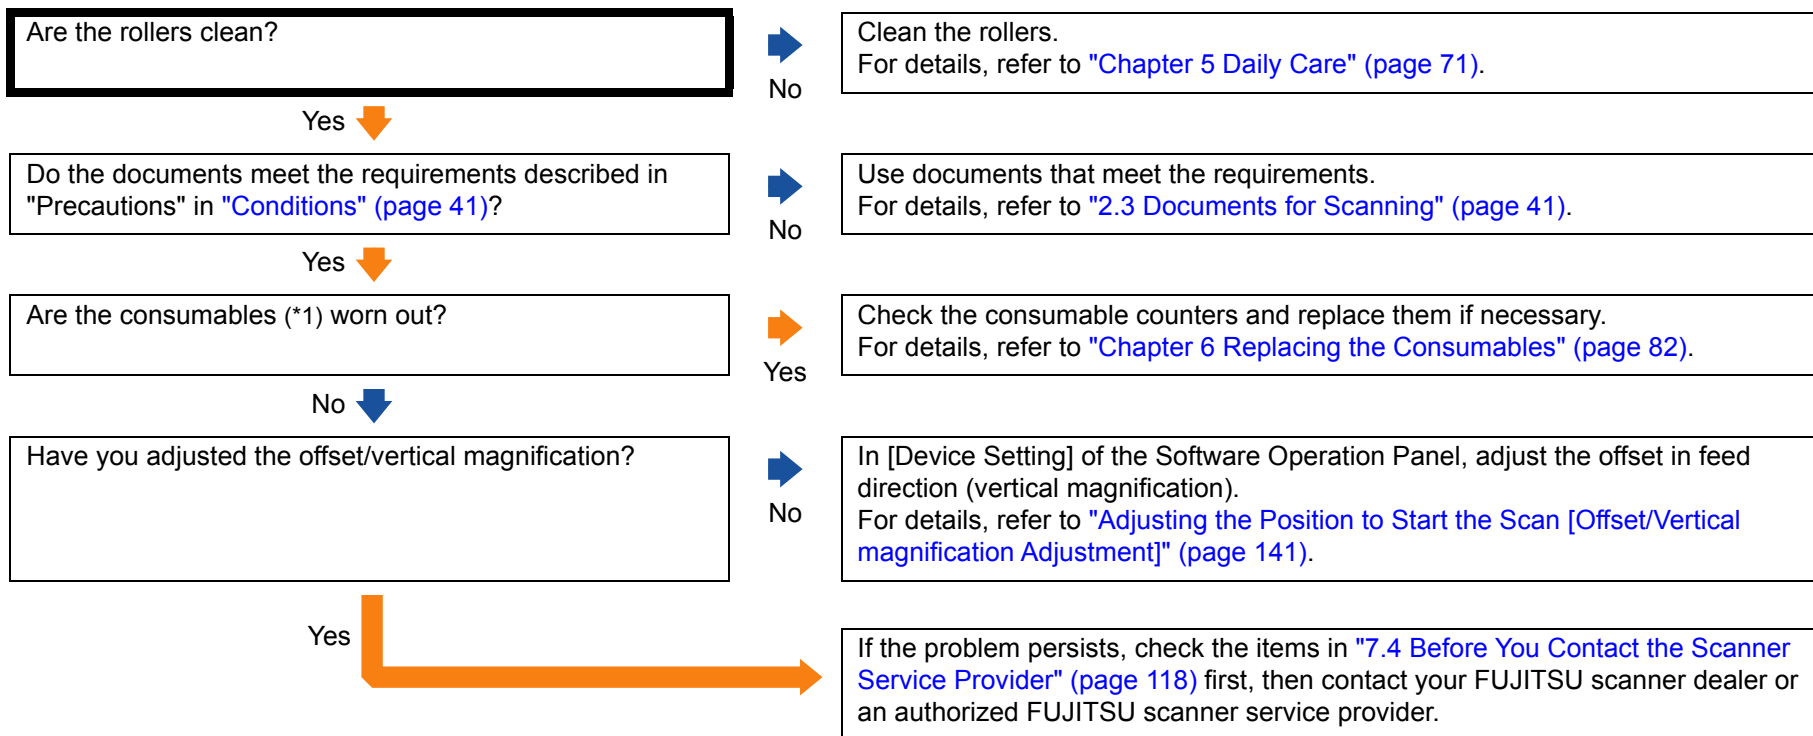 Are the rollers clean?
No
Clean the rollers.
For details, refer to "Chapter 5 Daily Care" (page 71).
Yes
Do the documents meet the requirements described in
"Precautions" in "Conditions" (page 41)?
No
Use documents that meet the requirements.
For details, refer to "2.3 Documents for Scanning" (page 41).
Yes
Are the consumables (*1) worn out?
Yes
Check the consumable counters and replace them if necessary.
For details, refer to "Chapter 6 Replacing the Consumables" (page 82).
No
Have you adjusted the offset/vertical magnification?
No
In [Device Setting] of the Software Operation Panel, adjust the offset in feed
direction (vertical magnification).
For details, refer to "Adjusting the Position to Start the Scan [Offset/Vertical
magnification Adjustment]" (page 141).
Yes
If the problem persists, check the items in "7.4 Before You Contact the Scanner
Service Provider" (page 118) first, then contact your FUJITSU scanner dealer or
an authorized FUJITSU scanner service provider.